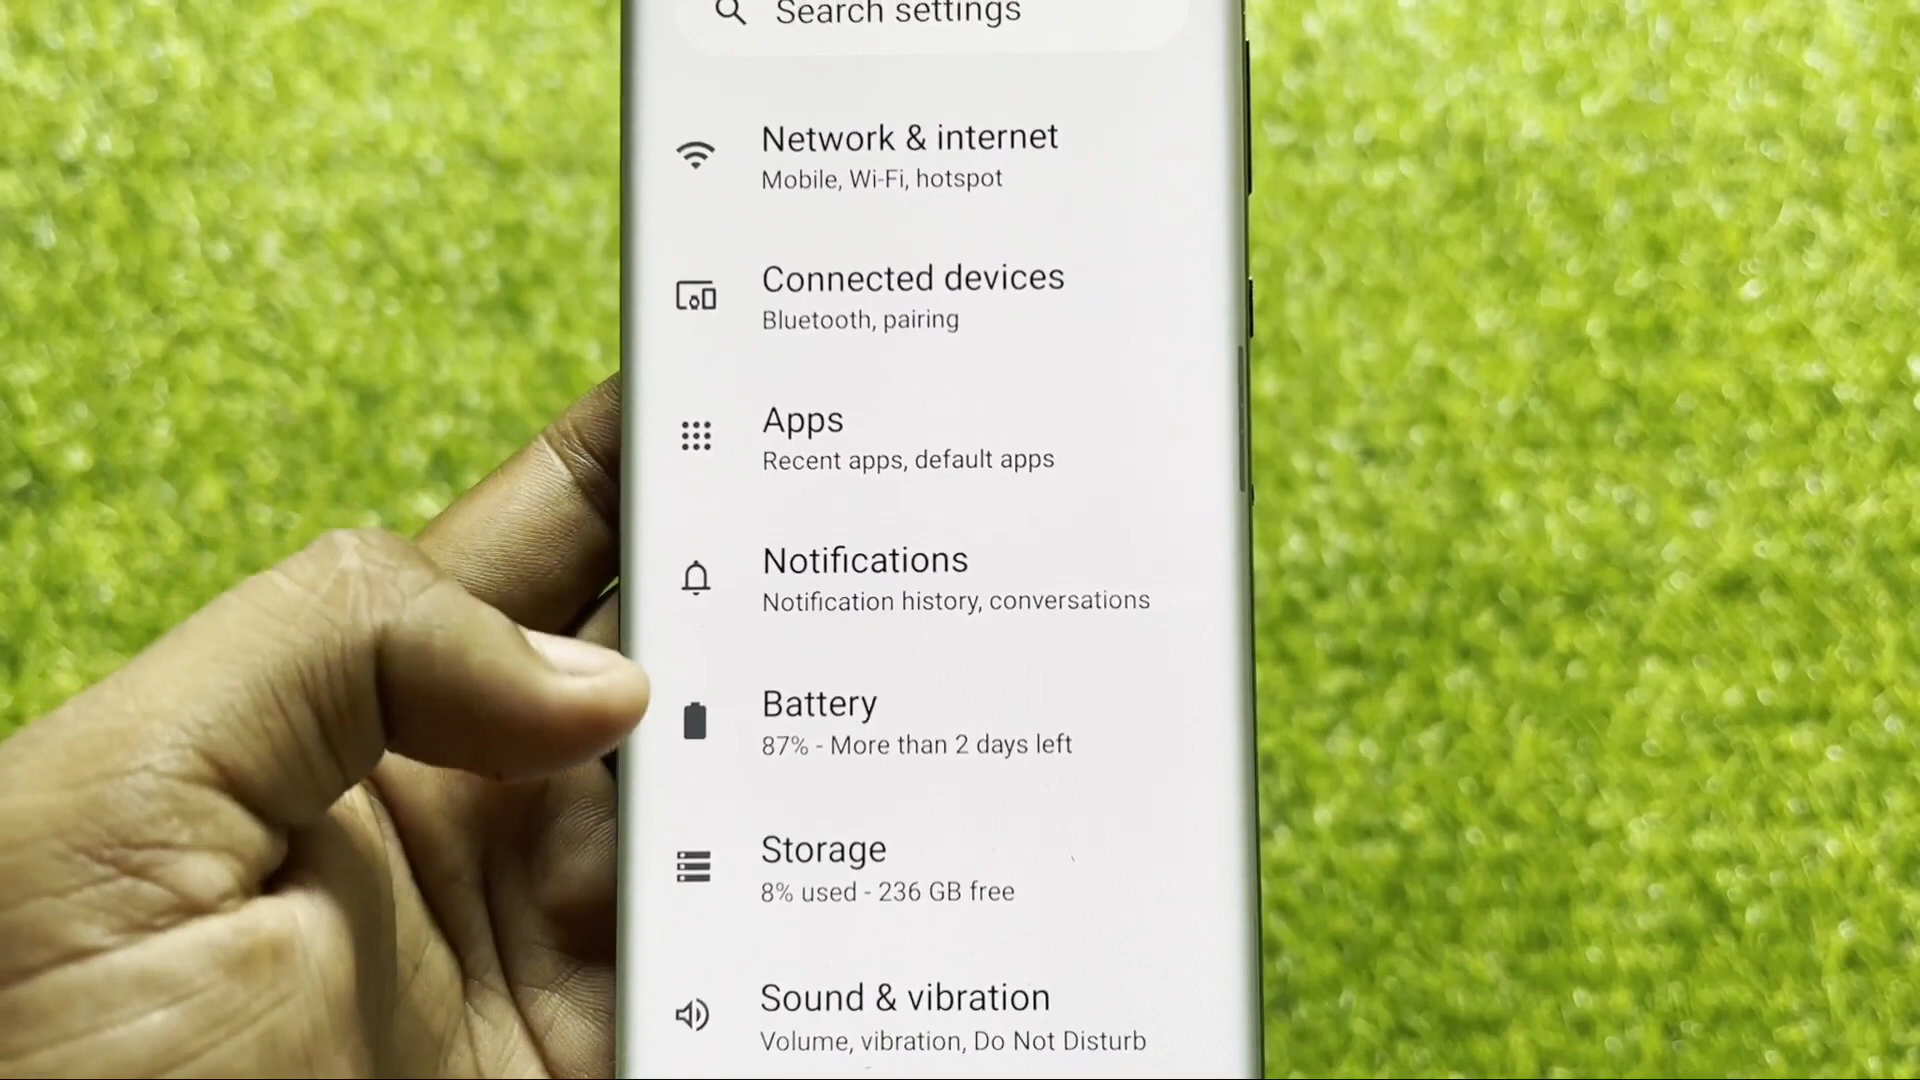 Search settings
Network & internet
Mobile, Wi-Fi, hotspot
Connected devices
Bluetooth, pairing
Apps
Recent apps, default apps
Notifications
Notification history, conversations
Battery
87% - More than 2 days left
Storage
8% used - 236 GB free
Sound & vibration
Volume, vibration, Do Not Disturb